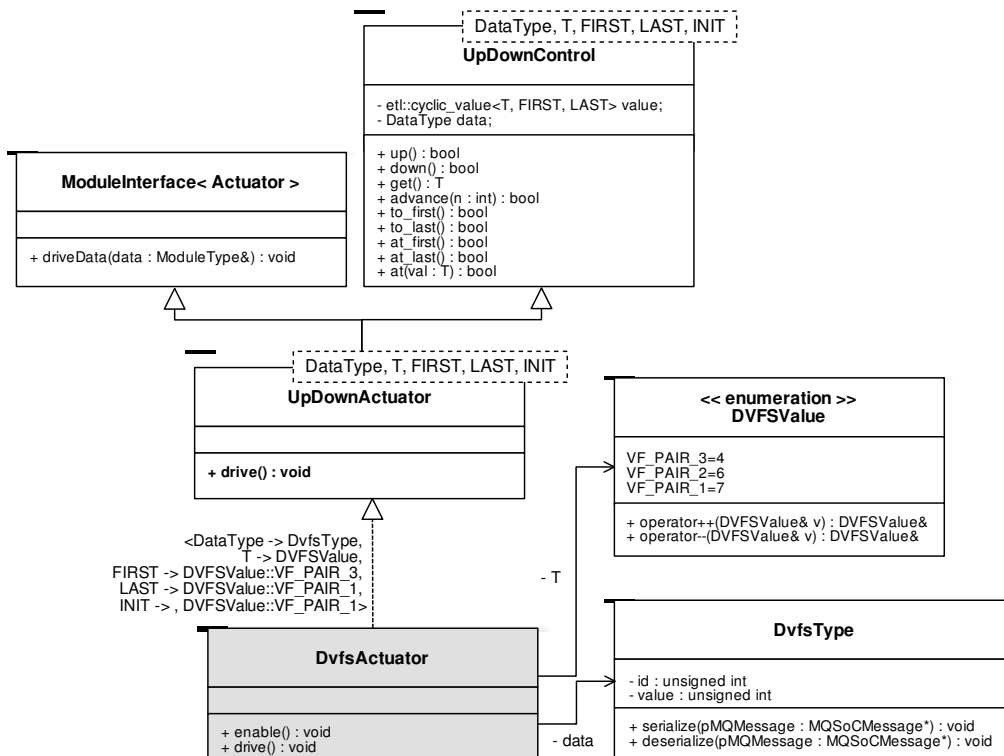 DataType, T, FIRST, LAST, INIT
UpDownControl
- etl::cyclic_value<T, FIRST, LAST> value;
- DataType data;
+ up() : bool
+ down() : bool
+ get() : T
+ advance(n : int) : bool
+ to_first() : bool
+ to_last() : bool
+ at_first() : bool
+ at_last() : bool
+ at(val : T) : bool
ModuleInterface< Actuator >
+ driveData(data : ModuleType&) : void
DataType, T, FIRST, LAST, INIT
UpDownActuator
+ drive() : void
<< enumeration >>
DVFSValue
VF_PAIR_3=4
VF_PAIR_2=6
VF_PAIR_1=7
+ operator++(DVFSValue& v) : DVFSValue&
+ operator--(DVFSValue& v) : DVFSValue&
<DataType -> DvfsType,
T -> DVFSValue,
FIRST -> DVFSValue::VF_PAIR_3,
LAST -> DVFSValue::VF_PAIR_1,
INIT -> , DVFSValue::VF_PAIR_1>
- T
DvfsActuator
+ enable() : void
+ drive() : void
- data
DvfsType
- id : unsigned int
- value : unsigned int
+ serialize(pMQMessage : MQSoCMessage*) : void
+ deserialize(pMQMessage : MQSoCMessage*) : void